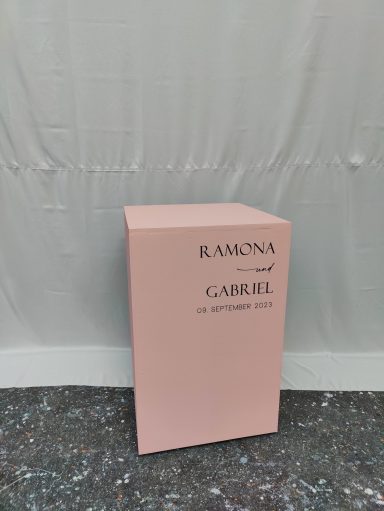 RAMONA
und
GABRIEL
09. SEPTEMBER 2023